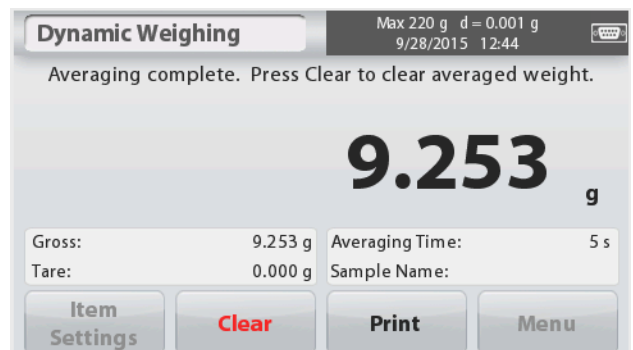 Dynamic Weighing
Max 220 g d = 0.001 g
9/28/2015 12:44
Averaging complete. Press Clear to clear averaged weight.
9.253 g
Gross: 9.253 g
Tare: 0.000 g
Averaging Time: 5 s
Sample Name:
Item
Settings
Clear
Print
Menu